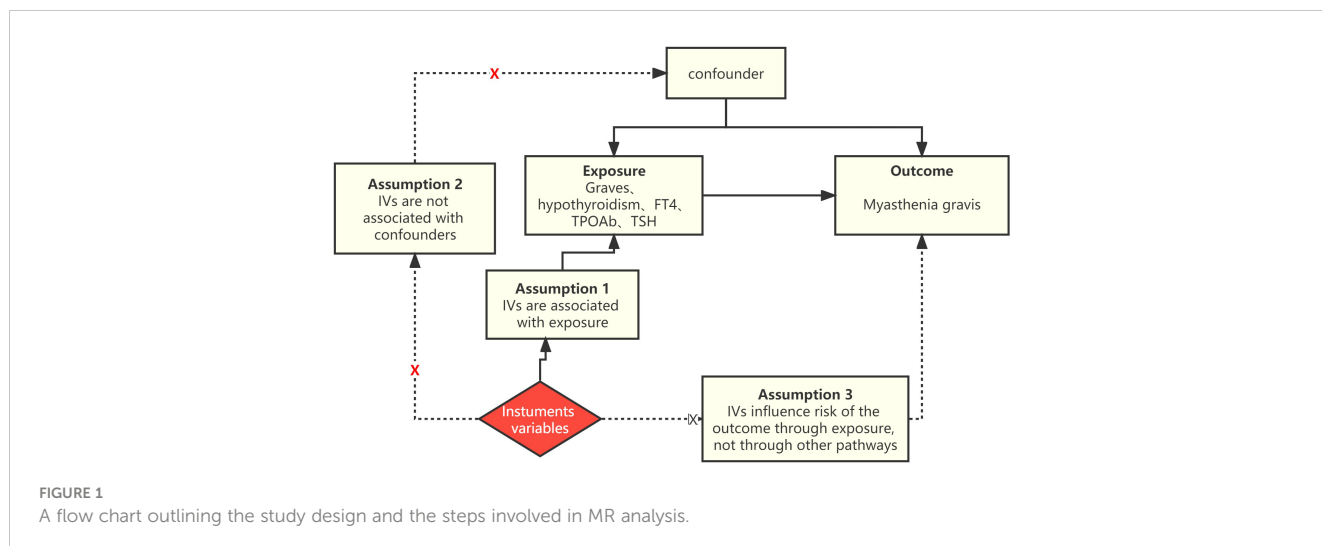 confounder
X
Assumption 2
IVs are not
associated with
confounders
Exposure
Graves、
hypothyroidism、FT4、
TPOAb、TSH
Outcome
Myasthenia gravis
Assumption 1
IVs are associated
with exposure
X
Instuments
variables
X
Assumption 3
IVs influence risk of the
outcome through exposure,
not through other pathways
FIGURE 1
A flow chart outlining the study design and the steps involved in MR analysis.